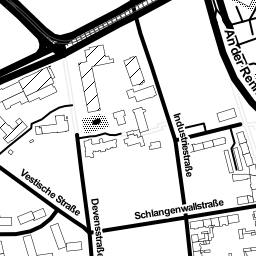 An der Ren
Industriestraße
Vestische Straße
Devensstraße
Schlangenwallstraße